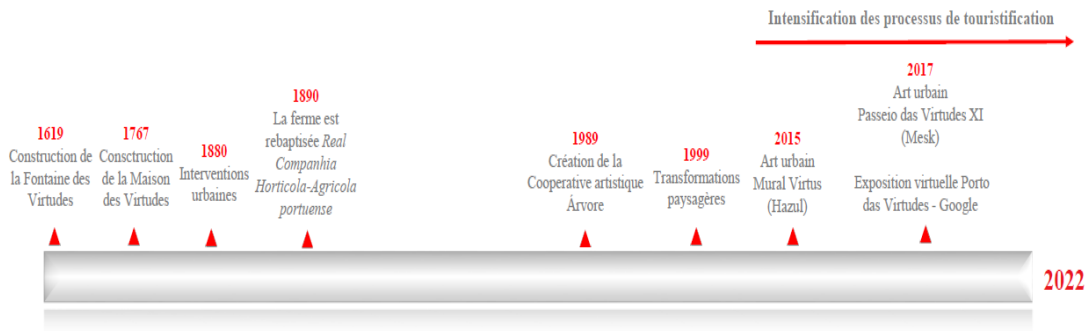 Intensification des processus de touristification
1619
Construction de
la Fontaine des
Virtudes
1767
Consctruction
de la Maison
des Virtudes
1880
Interventions
urbaines
1890
La ferme est
rebaptisée Real
Companhia
Horticola-Agricola
portuense
1989
Création de la
Cooperative artistique
Árvore
1999
Transformations
paysagères
2015
Art urbain
Mural Virtus
(Hazul)
2017
Art urbain
Passeio das Virtudes XI
(Mesk)
Exposition virtuelle Porto
das Virtudes - Google
2022